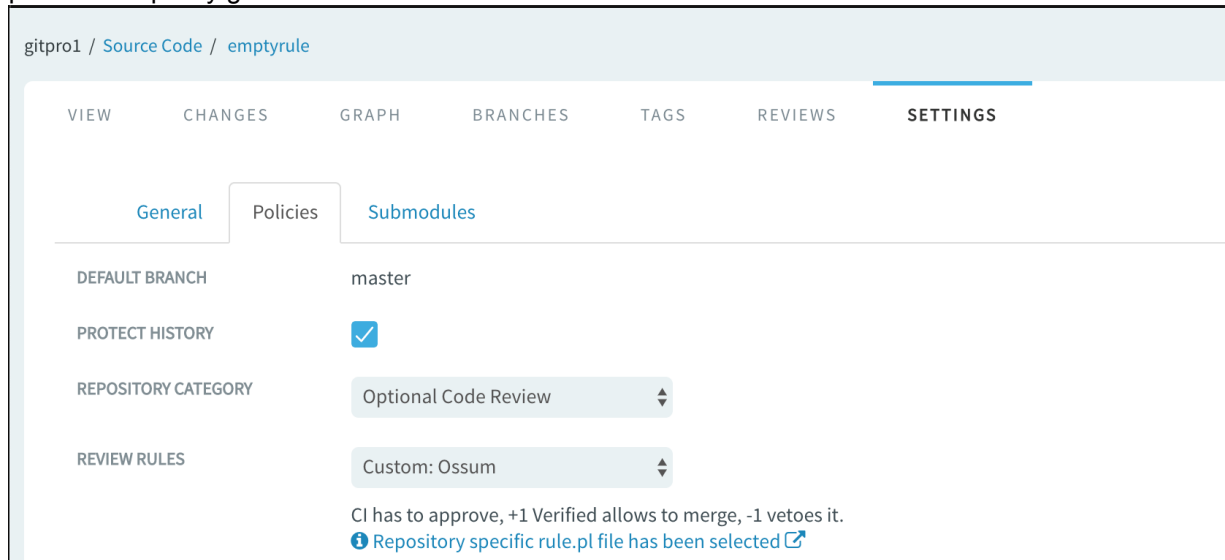 gitpro1 / Source Code / emptyrule
VIEW CHANGES GRAPH BRANCHES TAGS REVIEWS SETTINGS
General Policies Submodules
DEFAULT BRANCH master
PROTECT HISTORY
REPOSITORY CATEGORY Optional Code Review
REVIEW RULES Custom: Ossum
CI has to approve, +1 Verified allows to merge, -1 vetoes it.
Repository specific rule.pl file has been selected